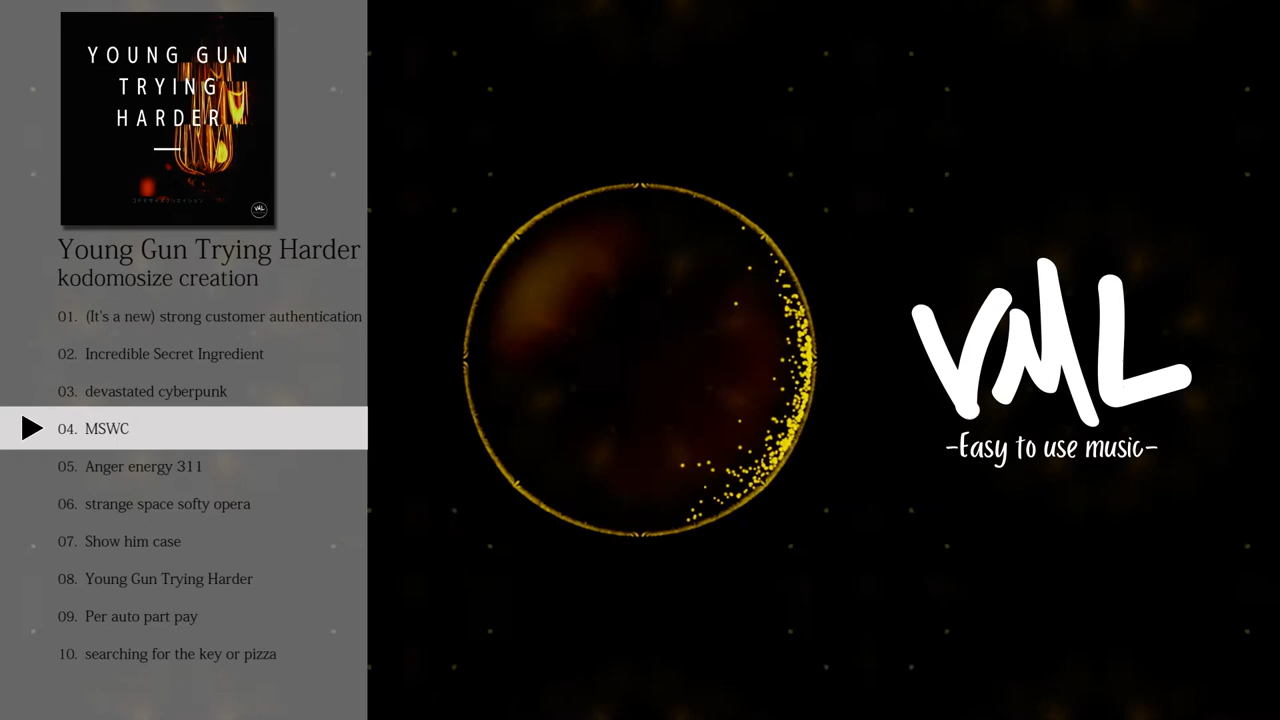 YOUNG GUN
TRYING
HARDER
VML
Young Gun Trying Harder
kodomosize creation
01. (It's a new) strong customer authentication
02. Incredible Secret Ingredient
03. devastated cyberpunk
04. MSWC
05. Anger energy 311
06. strange space softy opera
07. Show him case
08. Young Gun Trying Harder
09. Per auto part pay
10. searching for the key or pizza
VML
-Easy to use music-